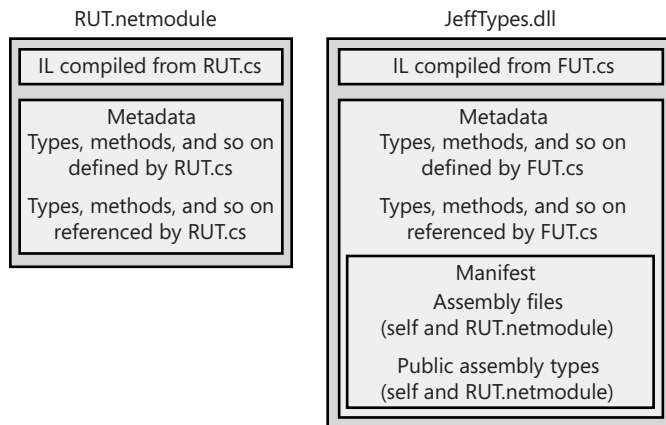 RUT.netmodule
IL compiled from RUT.cs
Metadata
Types, methods, and so on
defined by RUT.cs
Types, methods, and so on
referenced by RUT.cs
JeffTypes.dll
IL compiled from FUT.cs
Metadata
Types, methods, and so on
defined by FUT.cs
Types, methods, and so on
referenced by FUT.cs
Manifest
Assembly files
(self and RUT.netmodule)
Public assembly types
(self and RUT.netmodule)